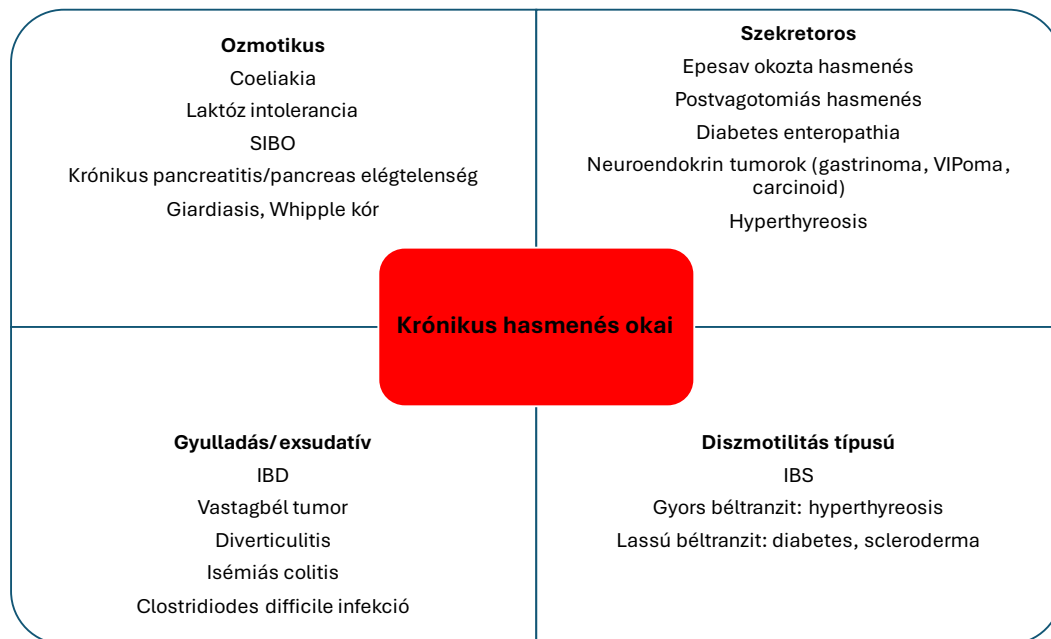 Ozmotikus
Coeliakia
Laktóz intolerancia
SIBO
Krónikus pancreatitis/pancreas elégtelenség
Giardiasis, Whipple kór
Szekretoros
Epesav okozta hasmenés
Postvagotomiás hasmenés
Diabetes enteropathia
Neuroendokrin tumorok (gastrinoma, VIPoma,
carcinoid)
Hyperthyreosis
Krónikus hasmenés okai
Gyulladás/exsudatív
IBD
Vastagbél tumor
Diverticulitis
Isémiás colitis
Clostridiodes difficile infekció
Diszmotilitás típusú
IBS
Gyors béltranzit: hyperthyreosis
Lassú béltranzit: diabetes, scleroderma